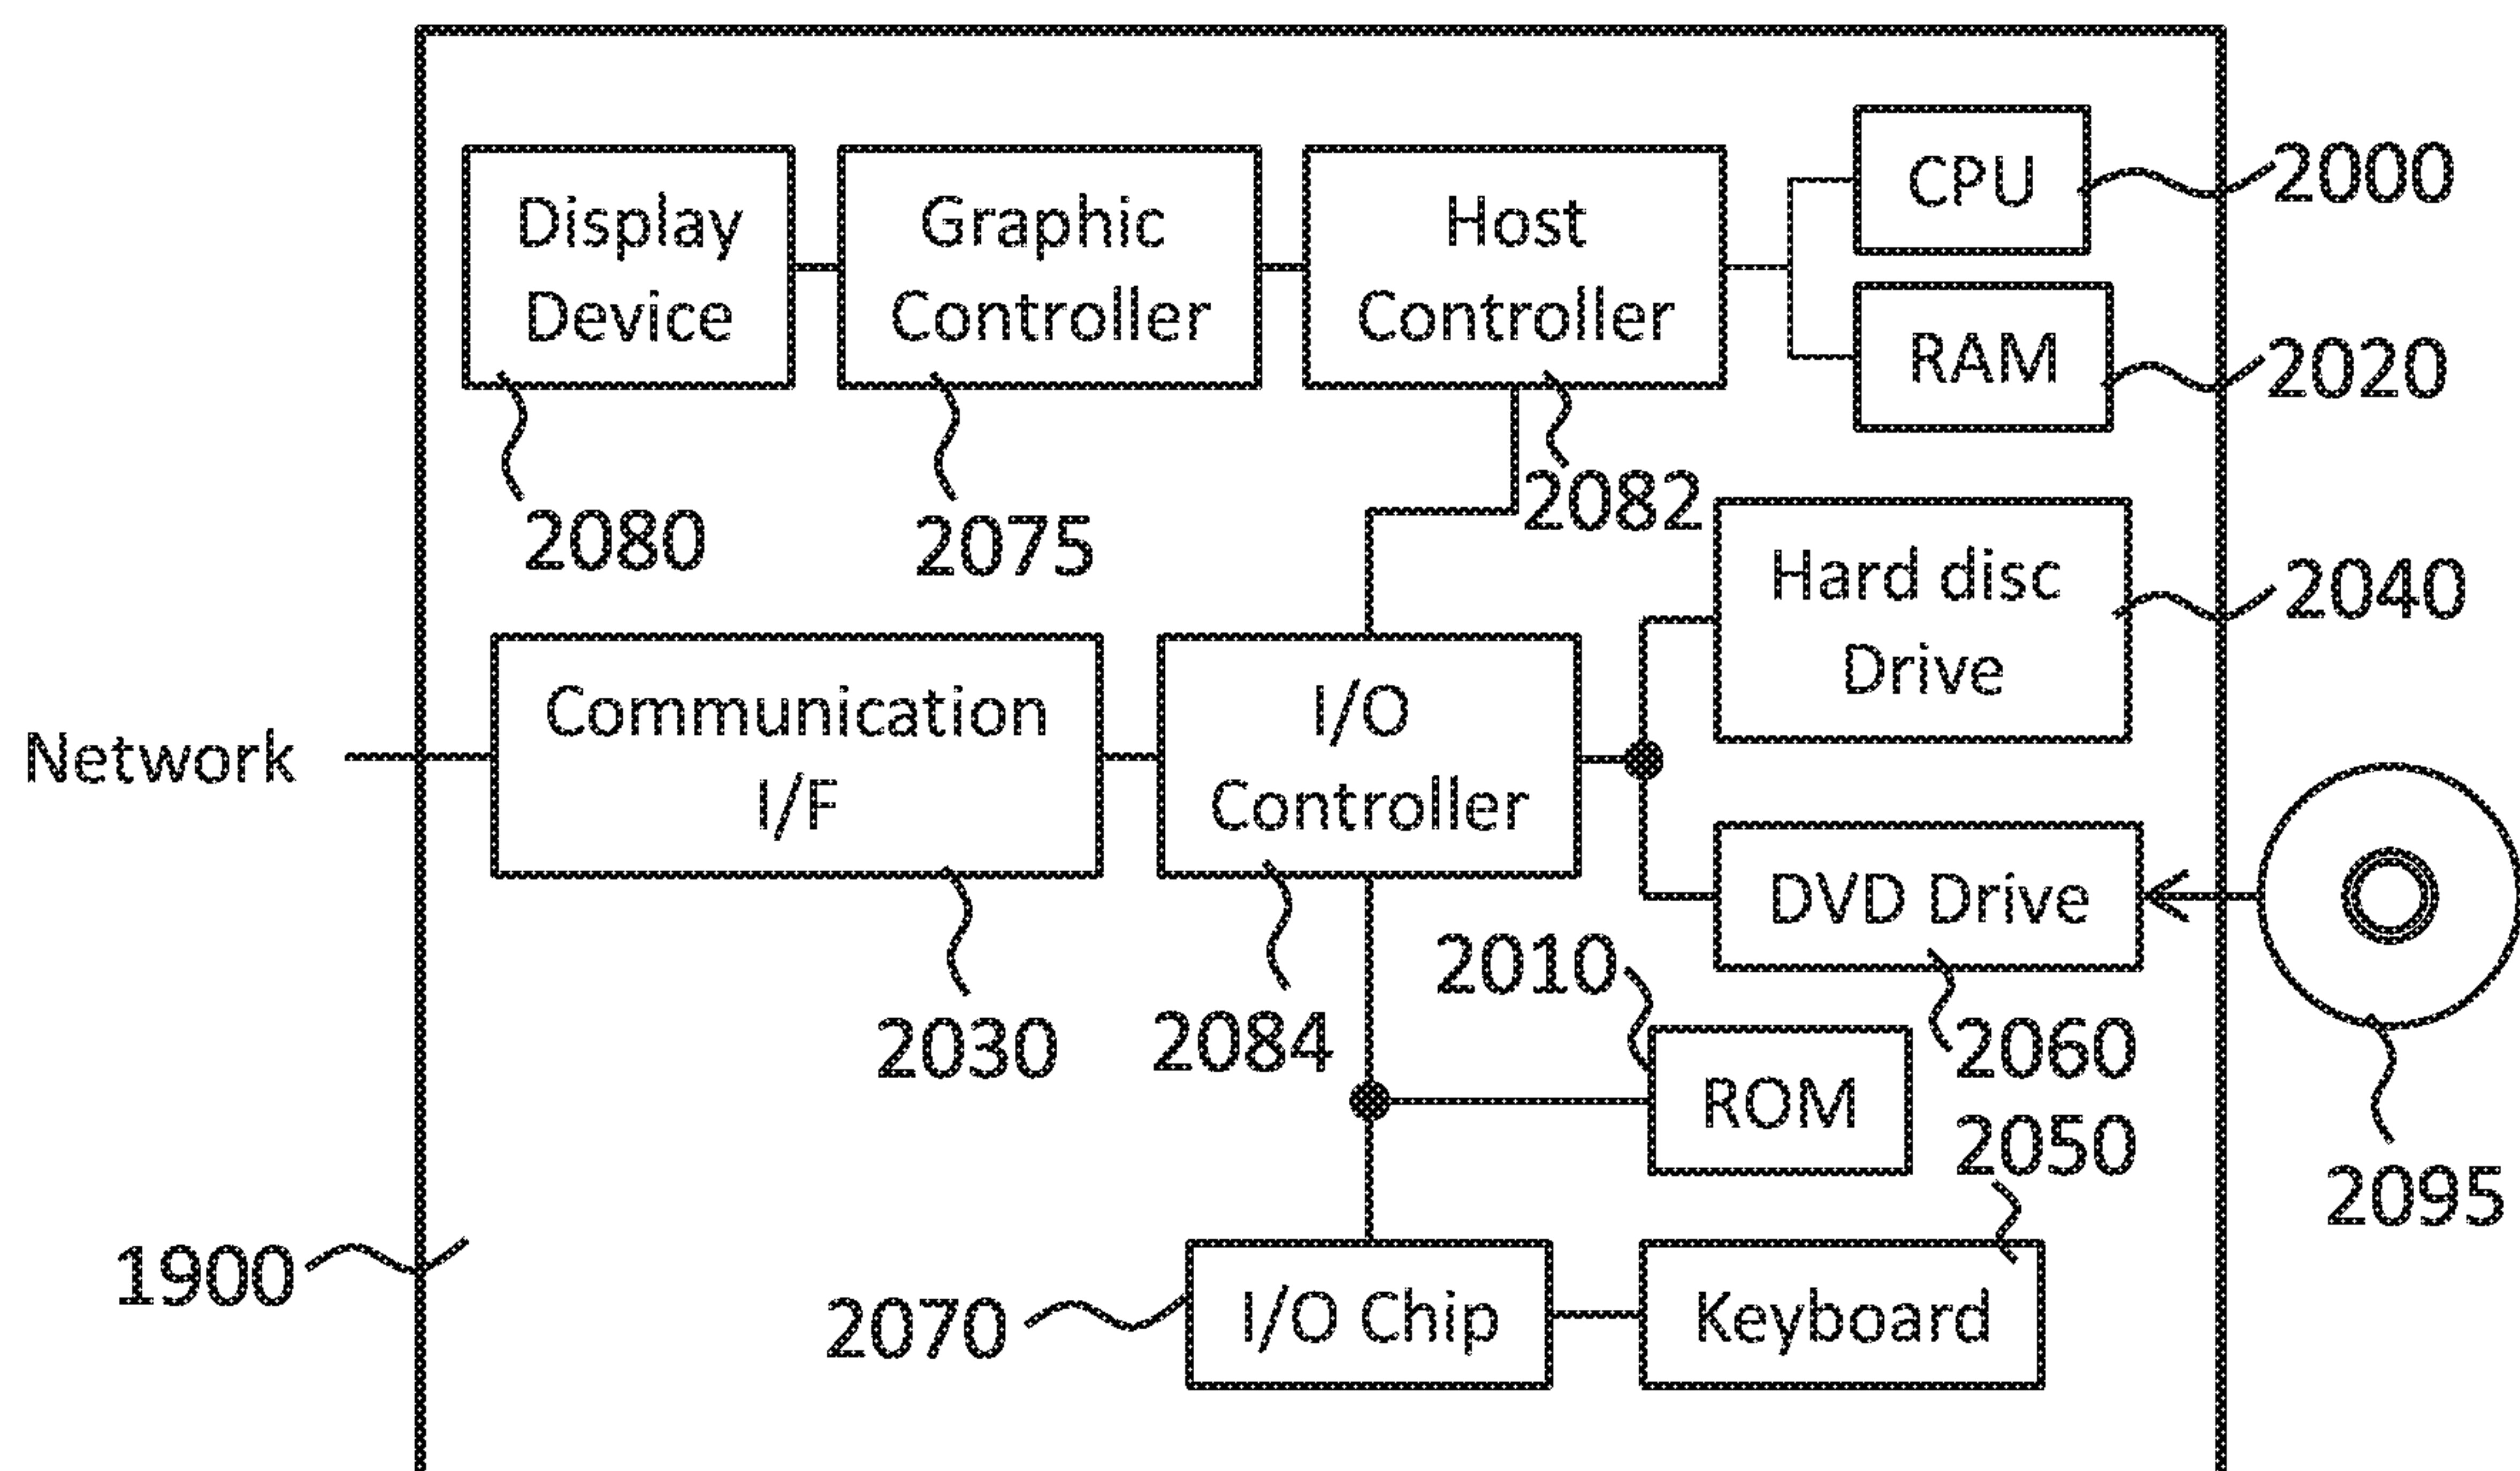 CPU
2000
Display
Device
Graphic
Controller
Host
Controller
RAM
2020
2080
2075
2082
Hard disc
Drive
2040
Network
Communication
I/F
I/O
Controller
DVD Drive
2030
2084
2010
2060
ROM
2050
2095
1900
2070
I/O Chip
Keyboard